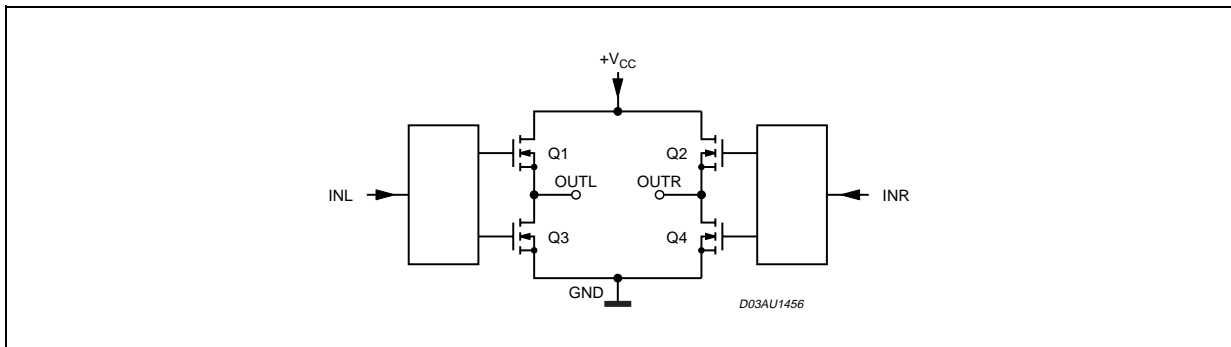 +VCC
Q1
Q2
OUTL
OUTR
INL
INR
Q3
Q4
GND
D03AU1456